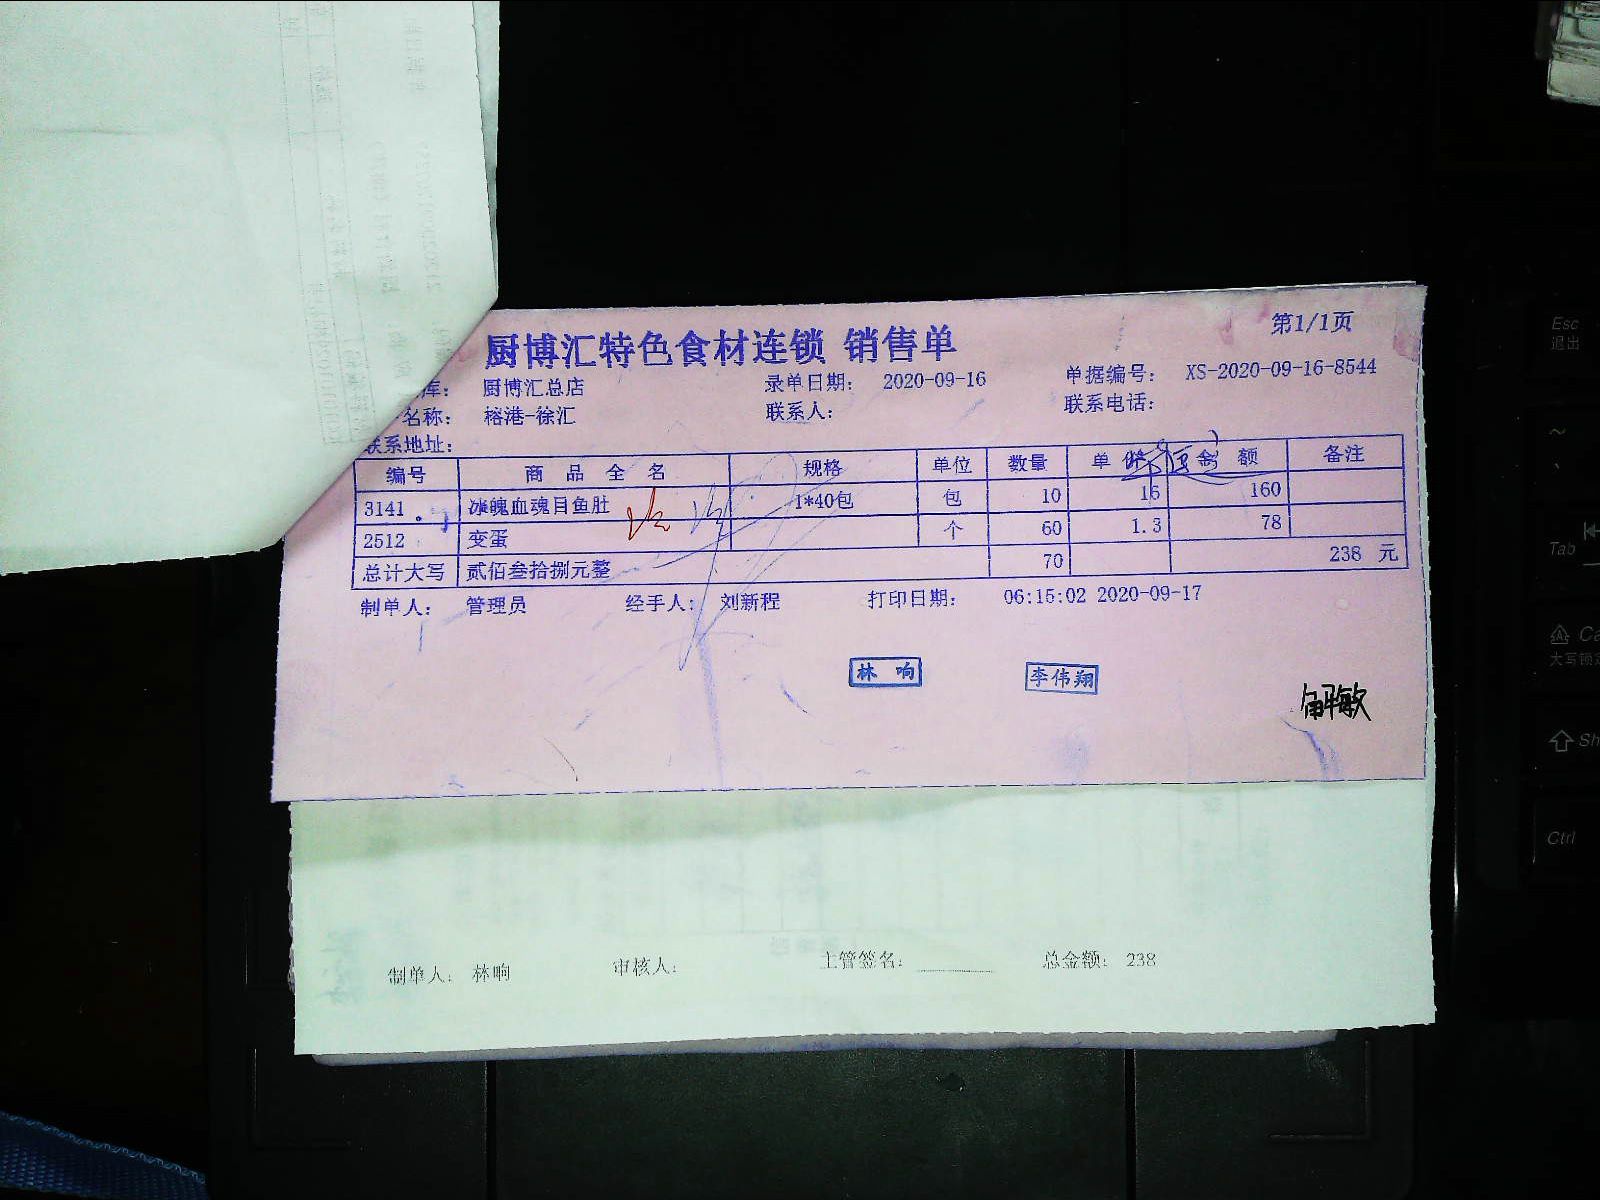 第1/1页
厨博汇特色食材连锁 销售单
库： 厨博汇总店 录单日期： 2020-09-16 单据编号： XS-2020-09-16-8544
名称： 榕港-徐汇 联系人： 联系电话：
联系地址：
编号 商 品 全 名 规格 单位 数量 单 价 金 额 备注
3141 冰魄血魂目鱼肚 1*40包 包 10 16 160
2512 变蛋 个 60 1.3 78
总计大写 贰佰叁拾捌元整 70 238 元
制单人： 管理员 经手人： 刘新程 打印日期： 06:15:02 2020-09-17
林 响 李伟翔
解敏
制单人： 林响 审核人： 主管签名： 总金额： 238
Esc
退出
Tab
Ca
大写锁定
Sh
Ctrl